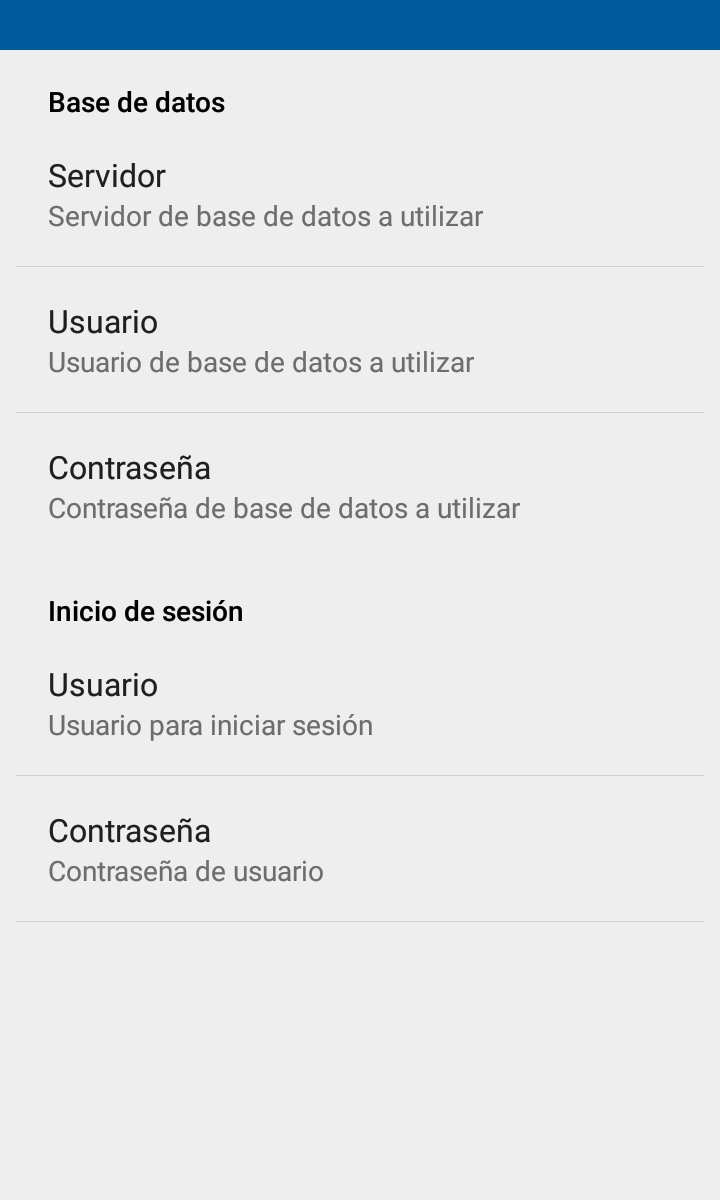 Base de datos
Servidor
Servidor de base de datos a utilizar
Usuario
Usuario de base de datos a utilizar
Contraseña
Contraseña de base de datos a utilizar
Inicio de sesión
Usuario
Usuario para iniciar sesión
Contraseña
Contraseña de usuario